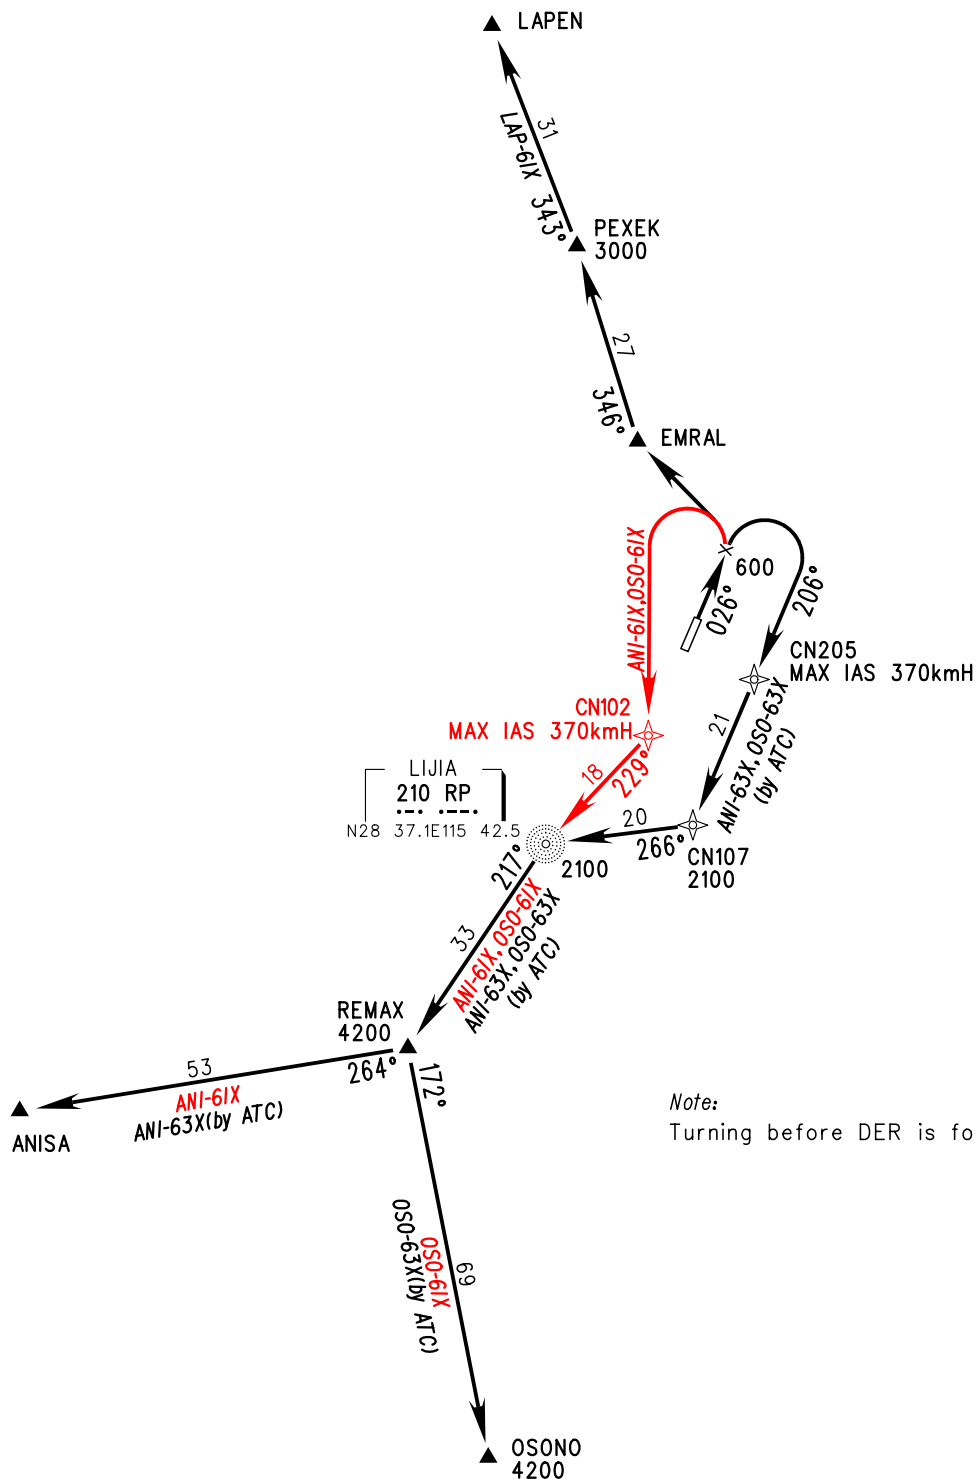 LAPEN
31
LAP-61X 343°
PEXEK
3000
27
346°
EMRAL
ANI-61X,OSO-61X
600
026°
206°
CN205
MAX IAS 370kmH
CN102
MAX IAS 370kmH
21
ANI-63X, OSO-63X
(by ATC)
18
229°
LIJIA
210 RP
N28 37.1E115 42.5
20
266°
CN107
2100
2100
217°
33
ANI-61X, OSO-61X
ANI-63X, OSO-63X
(by ATC)
REMAX
4200
264°
172°
53
ANI-61X
ANI-63X(by ATC)
ANISA
Note:
Turning before DER is fo
OSO-61X
OSO-63X(by ATC)
69
OSONO
4200